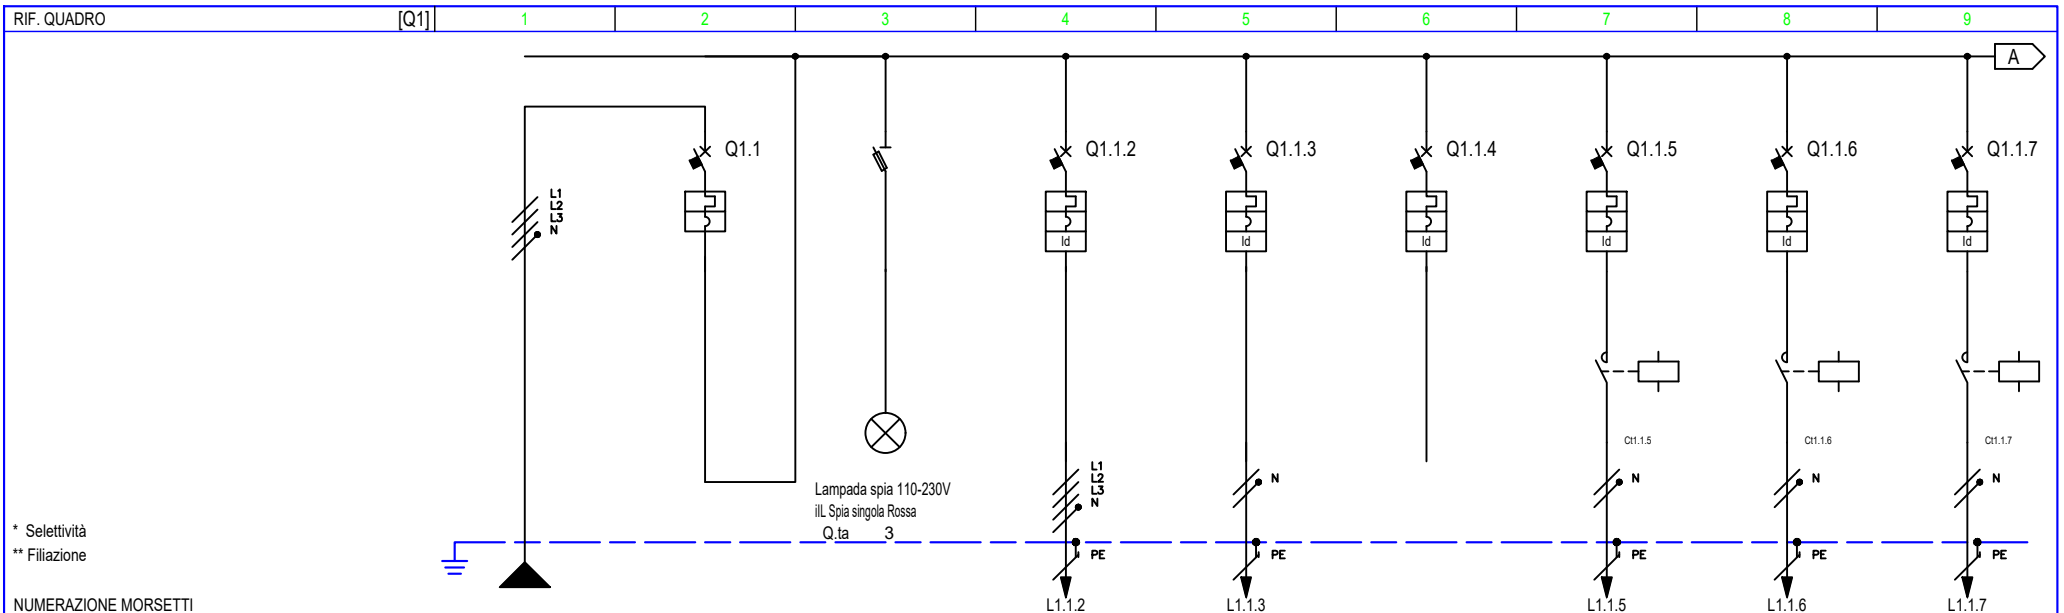 RIF. QUADRO [Q1] 1 2 3 4 5 6 7 8 9
A
Q1.1 Q1.1.2 Q1.1.3 Q1.1.4 Q1.1.5 Q1.1.6 Q1.1.7
L1
L2
L3
N
Id Id Id Id Id Id
Ct1.1.5 Ct1.1.6 Ct1.1.7
L1
L2
L3
N
N N N N
Lampada spia 110-230V
iIL Spia singola Rossa
Q.ta 3
* Selettività
** Filiazione
PE PE PE PE PE
NUMERAZIONE MORSETTI L1.1.2 L1.1.3 L1.1.5 L1.1.6 L1.1.7